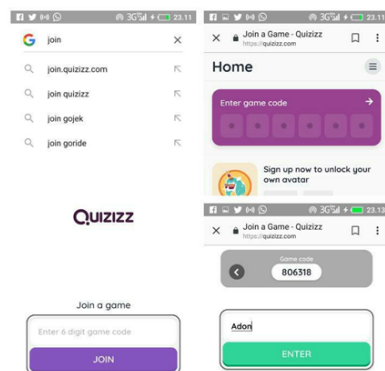 3G 23.11
join
join.quizizz.com
join quizizz
join gojek
join goride
QUIZIZZ
Join a game
Enter 6 digit game code
JOIN
3G 23.11
Join a Game - Quizizz
https://quizizz.com
Home
Enter game code
Sign up now to unlock your
own avatar
3G 23.13
Join a Game - Quizizz
https://quizizz.com
Game code
806318
Adon
ENTER